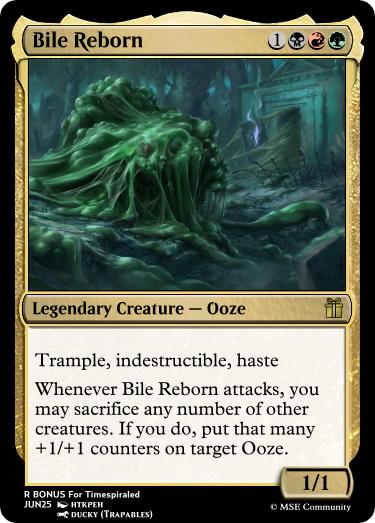 Bile Reborn 1
Legendary Creature — Ooze
Trample, indestructible, haste
Whenever Bile Reborn attacks, you
may sacrifice any number of other
creatures. If you do, put that many
+1/+1 counters on target Ooze.
1/1
R BONUS For Timespiraled
JUN25 HTKPEH
DUCKY (TRAPABLES)
© MSE Community